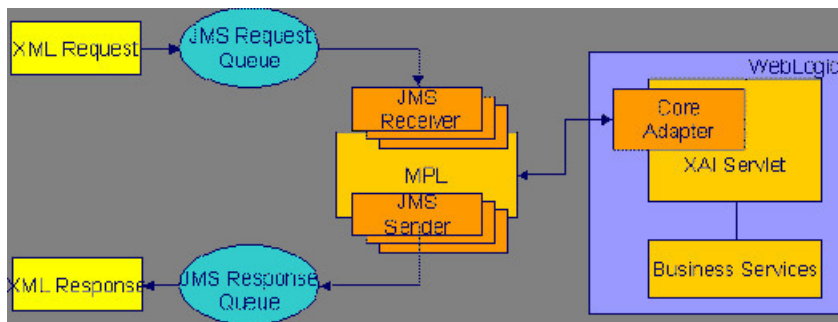 XML Request
JMS Request
Queue
WebLogic
JMS
Receiver
Core
Adapter
MPL
XAI Servlet
JMS
Sender
XML Response
JMS Response
Queue
Business Services